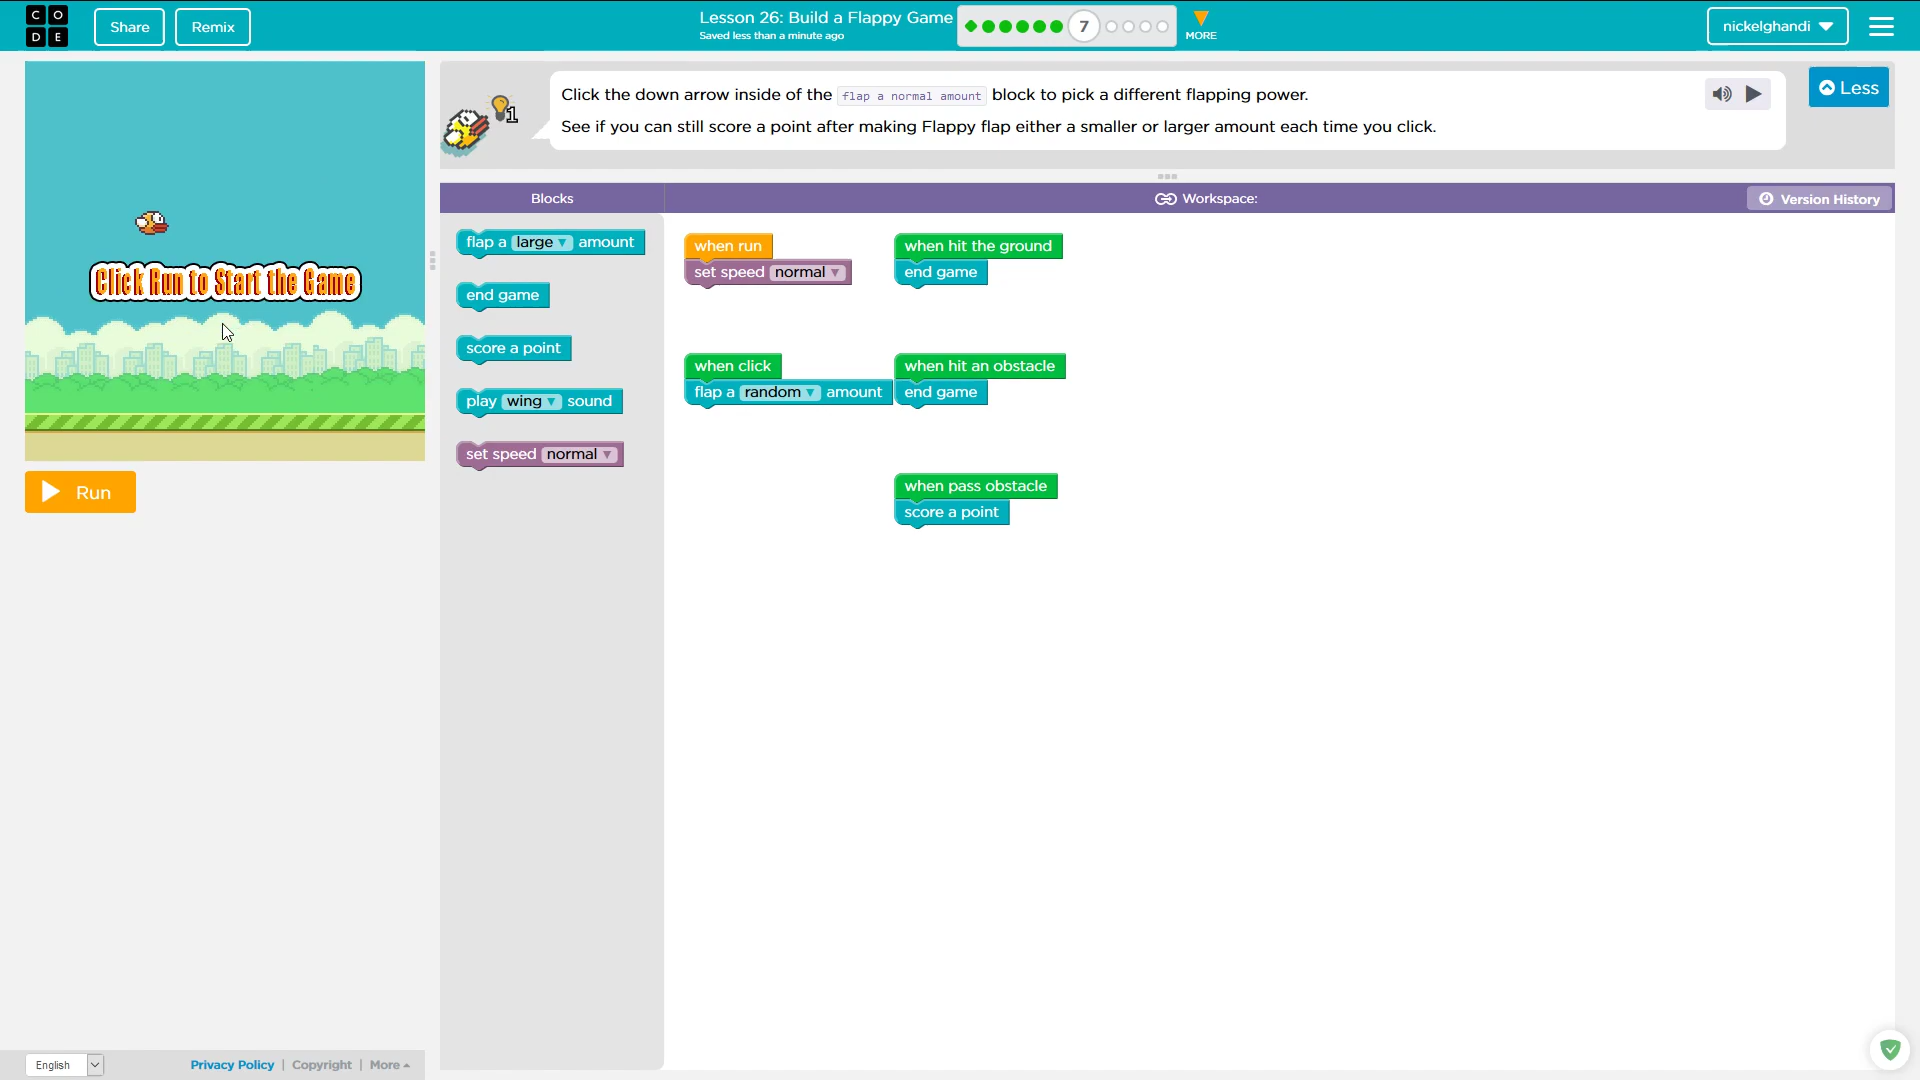 CODE
Share
Remix
Lesson 26: Build a Flappy Game
Saved less than a minute ago
7
MORE
nickelghandi
1
Click the down arrow inside of the flap a normal amount block to pick a different flapping power.
See if you can still score a point after making Flappy flap either a smaller or larger amount each time you click.
Less
Blocks
Workspace:
Version History
Click Run to Start the Game
Run
flap a large amount
end game
score a point
play wing sound
set speed normal
when run
set speed normal
when hit the ground
end game
when click
flap a random amount
when hit an obstacle
end game
when pass obstacle
score a point
English
Privacy Policy | Copyright | More